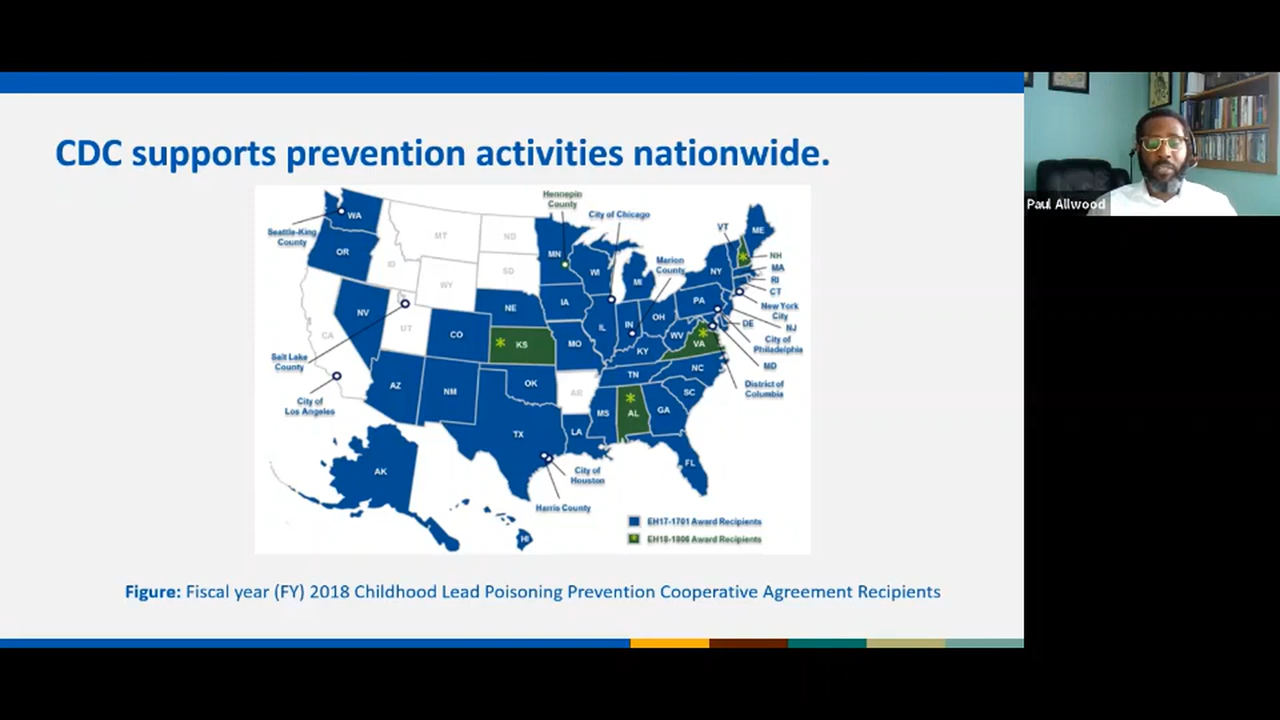 CDC supports prevention activities nationwide.
Paul Allwood
Hennepin
County
City of Chicago
WA
VT
ME
Seattle-King
County
MT
ND
OR
MN
NH
ID
SD
WI
Marion
County
MA
MI
NY
RI
WY
CT
NE
IA
PA
New York
City
NV
OH
NJ
UT
CO
IL
IN
DE
CA
KS
MO
WV
VA
City of
Philadelphia
KY
MD
Salt Lake
County
NC
TN
AZ
NM
OK
AR
SC
District of
Columbia
City of
Los Angeles
MS
AL
GA
TX
LA
FL
AK
City of
Houston
Harris County
HI
EH17-1701 Award Recipients
EH18-1806 Award Recipients
Figure: Fiscal year (FY) 2018 Childhood Lead Poisoning Prevention Cooperative Agreement Recipients